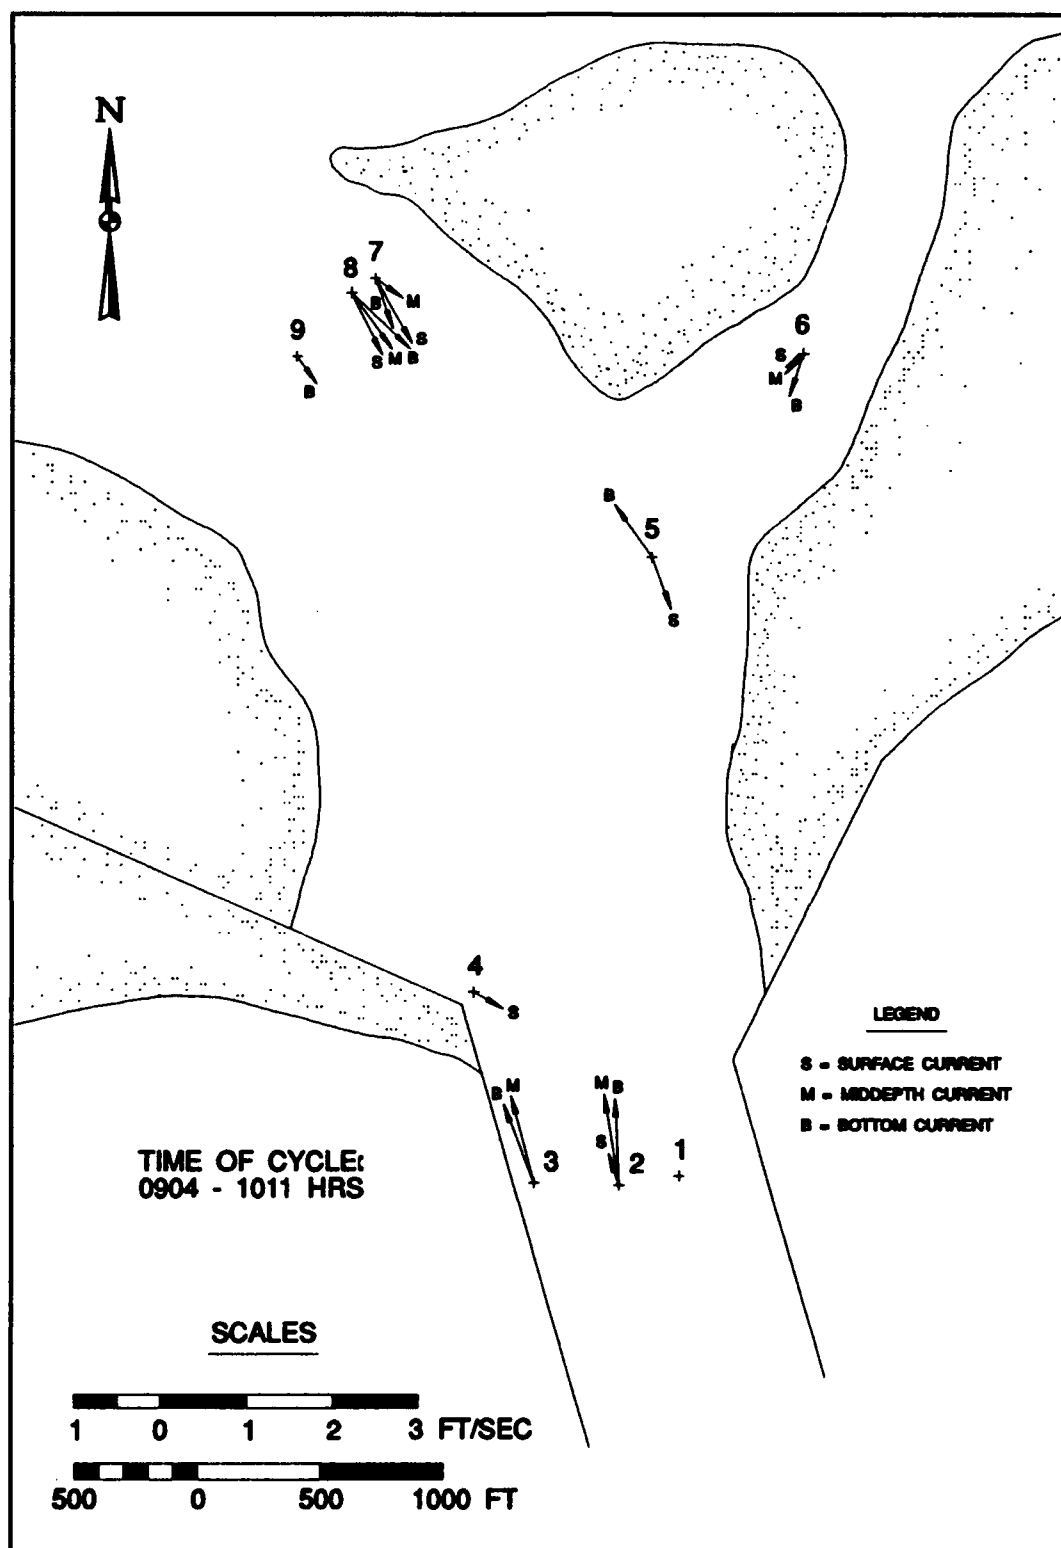 N
7
8
B
M
9
S
S M B
B
6
S
M
B
B
5
S
4
S
LEGEND
S = SURFACE CURRENT
M = MIDDEPTH CURRENT
B = BOTTOM CURRENT
B M
M B
S
3
2
1
TIME OF CYCLE:
0904 - 1011 HRS
SCALES
1 0 1 2 3 FT/SEC
500 0 500 1000 FT